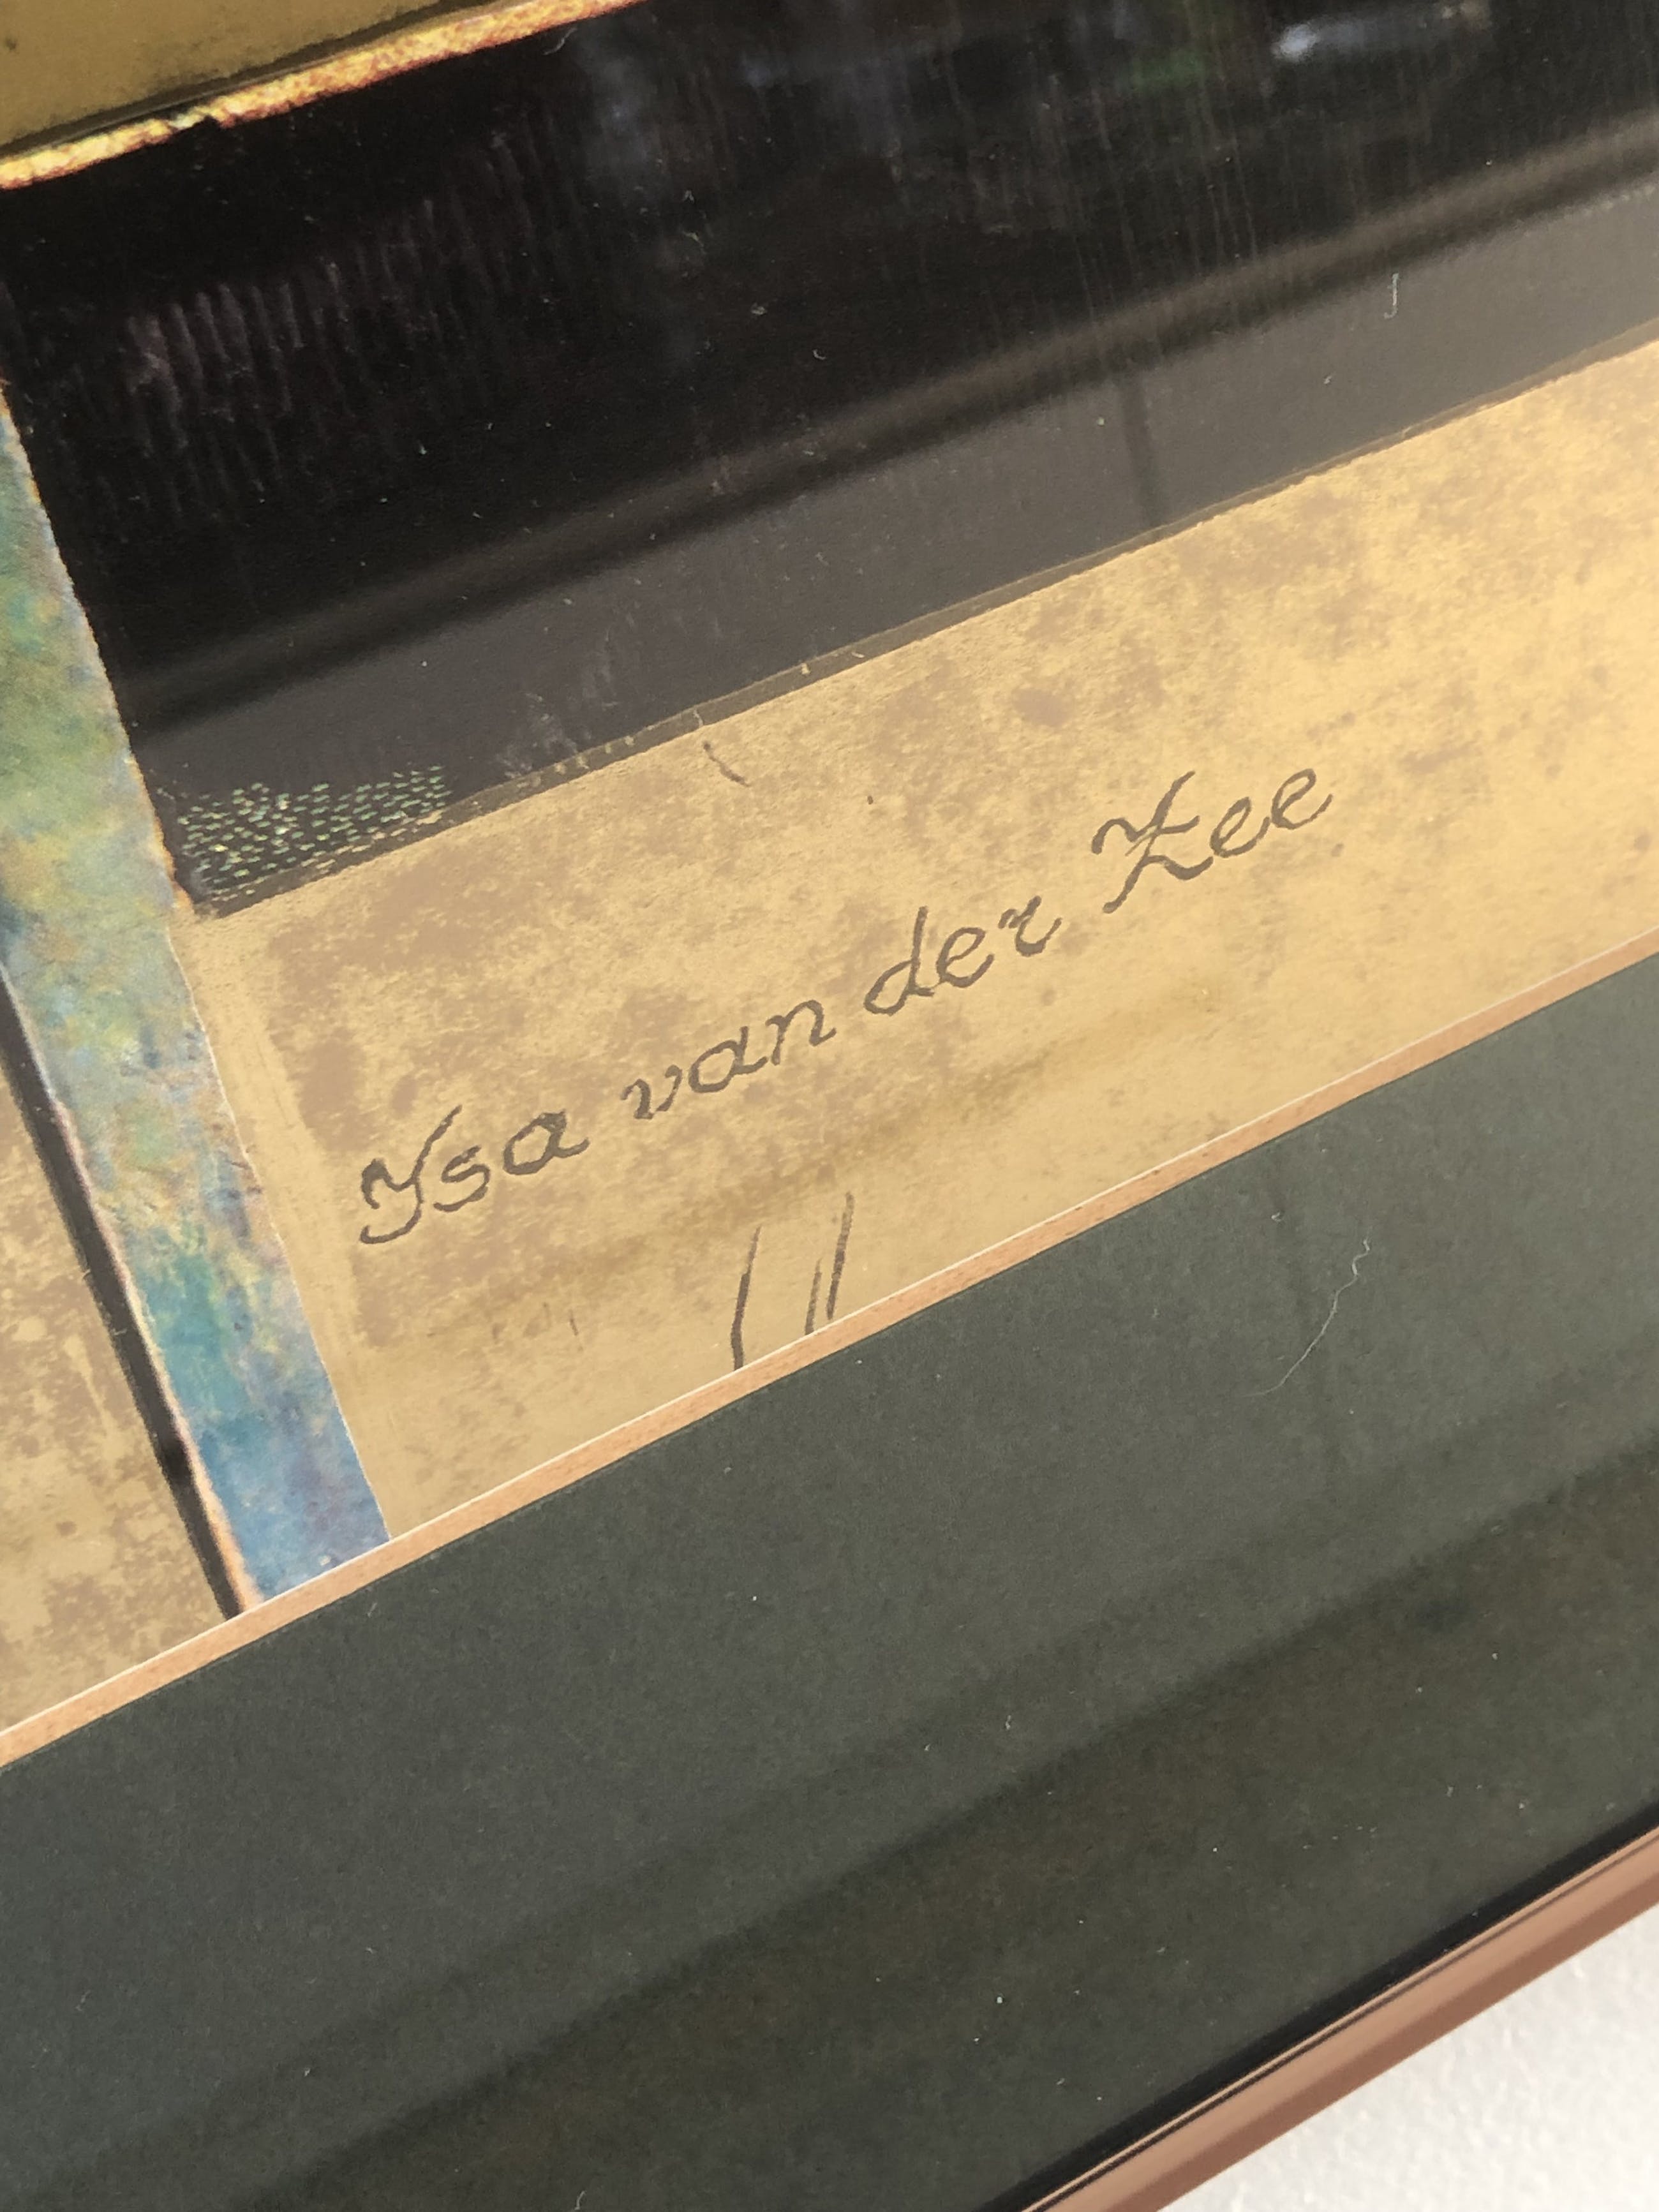 Ysa van der Zee